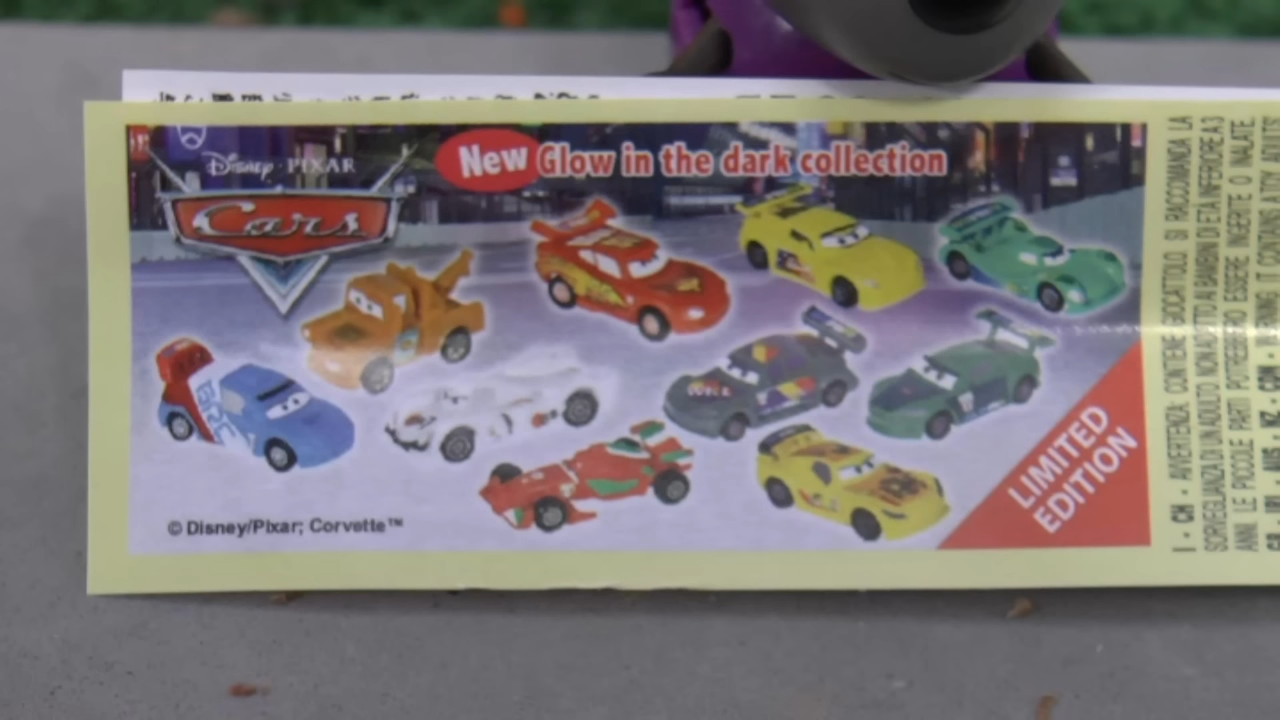 Disney · PIXAR
Cars
New Glow in the dark collection
LIMITED
EDITION
© Disney/Pixar; Corvette™
I - CH - AVVERTENZA: CONTIENE GIOCATTOLO. SI RACCOMANDA LA
SORVEGLIANZA DI UN ADULTO. NON ADATTO AI BAMBINI DI ETÀ INFERIORE A 3
ANNI. LE PICCOLE PARTI POTREBBERO ESSERE INGERITE O INALATE.